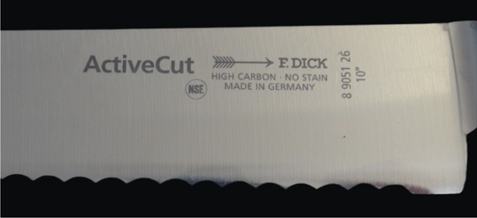 ActiveCut
F. DICK
HIGH CARBON · NO STAIN
MADE IN GERMANY
NSF
8 9051 26
10"